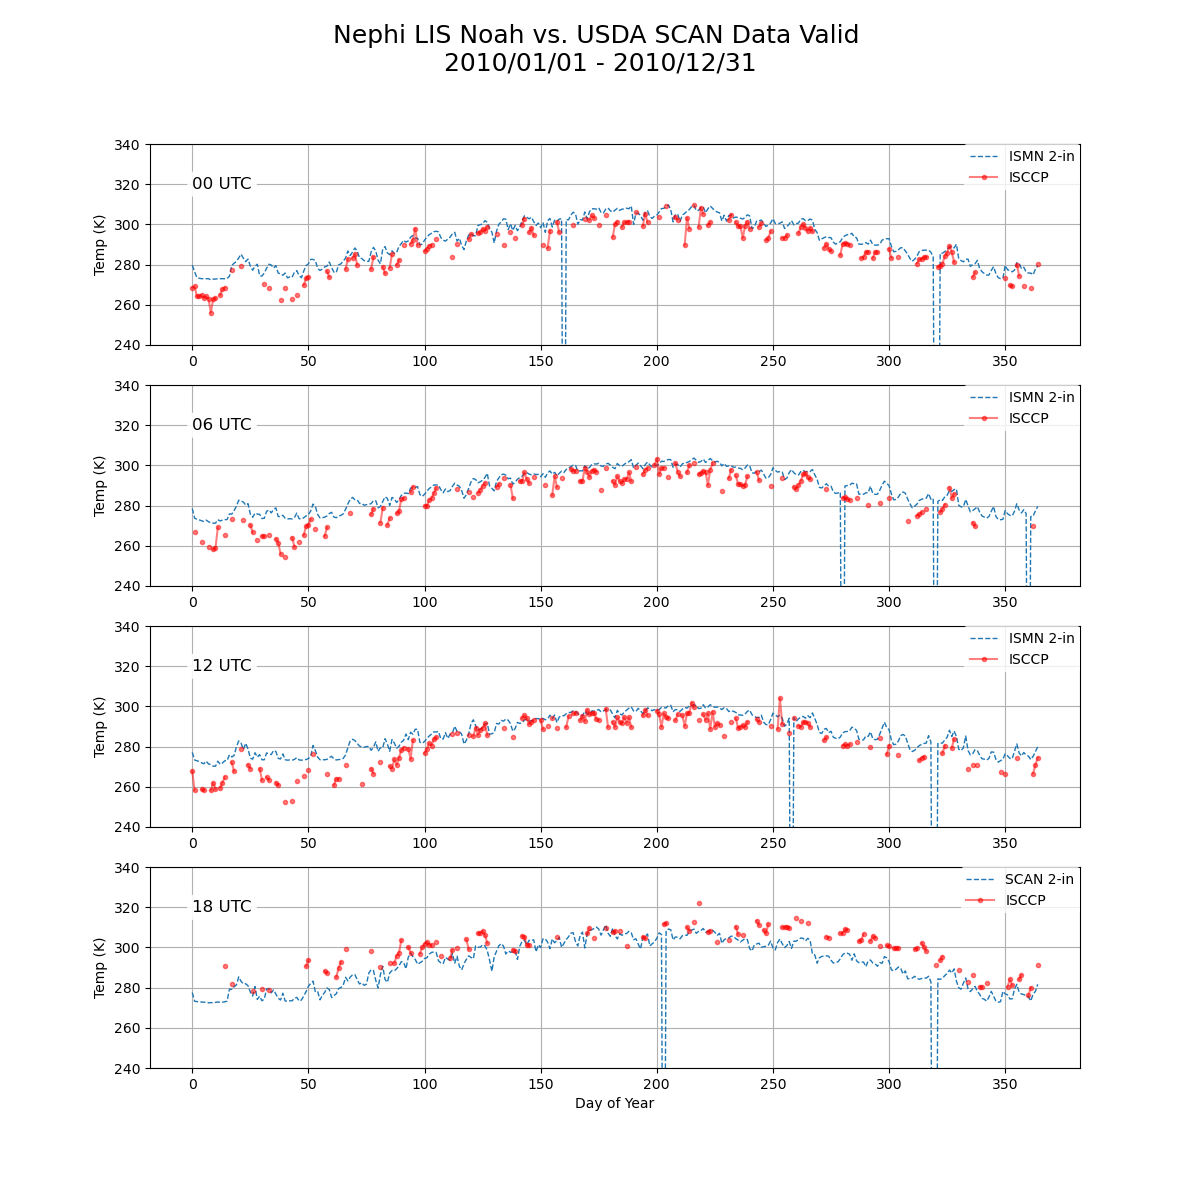 Nephi LIS Noah vs. USDA SCAN Data Valid
2010/01/01 - 2010/12/31
340
320
300
280
260
240
Temp (K)
00 UTC
ISMN 2-in
ISCCP
0 50 100 150 200 250 300 350
340
320
300
280
260
240
Temp (K)
06 UTC
ISMN 2-in
ISCCP
0 50 100 150 200 250 300 350
340
320
300
280
260
240
Temp (K)
12 UTC
ISMN 2-in
ISCCP
0 50 100 150 200 250 300 350
340
320
300
280
260
240
Temp (K)
18 UTC
SCAN 2-in
ISCCP
0 50 100 150 200 250 300 350
Day of Year